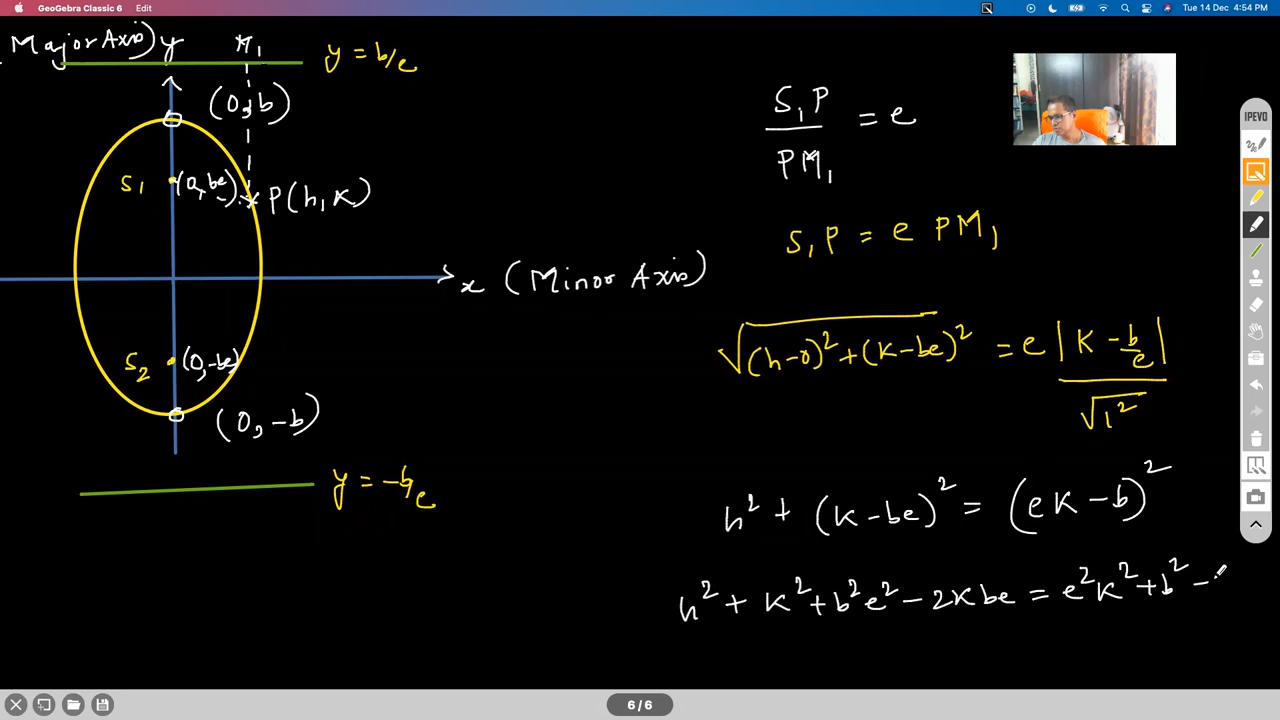 GeoGebra Classic 6 Edit
Tue 14 Dec 4:54 PM
Major Axis) y
M₁
y = b/e
(0, b)
S₁
(0, be)
P(h, K)
x (Minor Axis)
S₂
(0, -be)
(0, -b)
y = -b/e
S₁P / PM₁ = e
S₁P = e PM₁
√((h-0)² + (K-be)²) = e |K - b/e| / √1²
h² + (K-be)² = (eK-b)²
h² + K² + b²e² - 2Kbe = e²K² + b² -
IPEVO
6/6